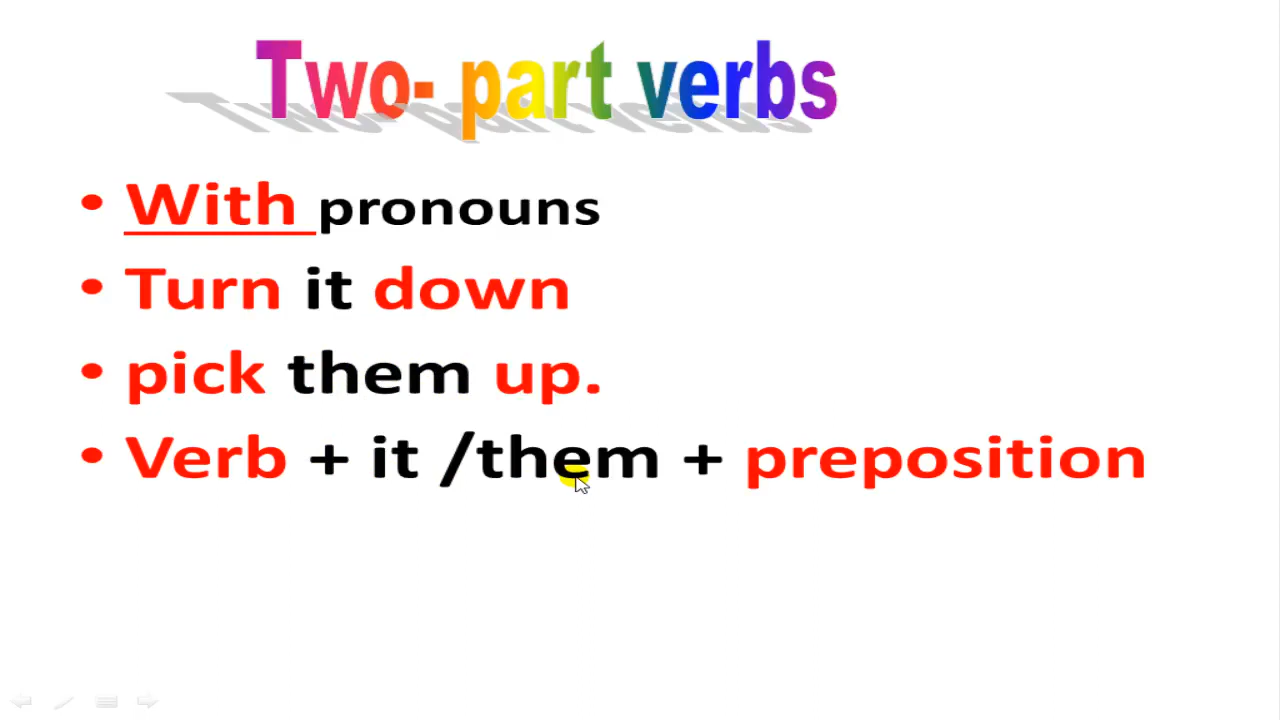 Two- part verbs
• With pronouns
• Turn it down
• pick them up.
• Verb + it /them + preposition